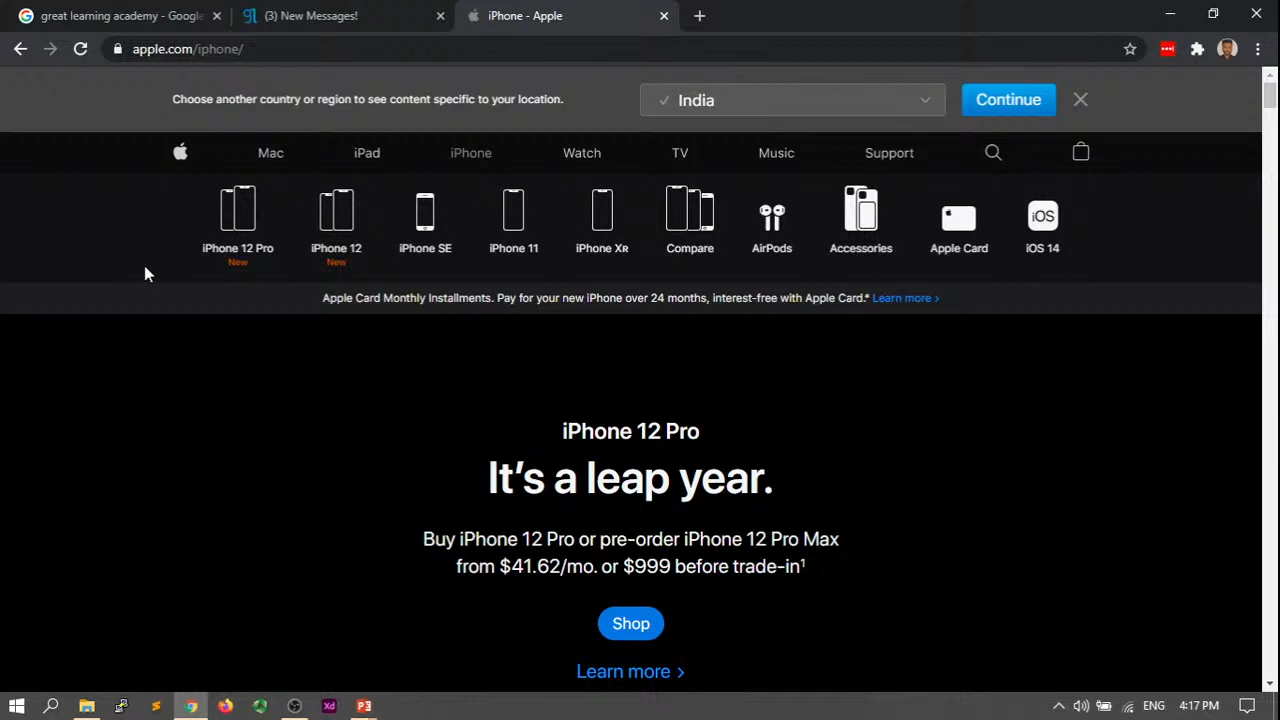 great learning academy - Google
(3) New Messages!
iPhone - Apple
apple.com/iphone/
Choose another country or region to see content specific to your location.
India
Continue
Mac
iPad
iPhone
Watch
TV
Music
Support
iPhone 12 Pro
New
iPhone 12
New
iPhone SE
iPhone 11
iPhone XR
Compare
AirPods
Accessories
Apple Card
iOS
iOS 14
Apple Card Monthly Installments. Pay for your new iPhone over 24 months, interest-free with Apple Card.* Learn more >
iPhone 12 Pro
It's a leap year.
Buy iPhone 12 Pro or pre-order iPhone 12 Pro Max
from $41.62/mo. or $999 before trade-in¹
Shop
Learn more >
Xd
ENG
4:17 PM